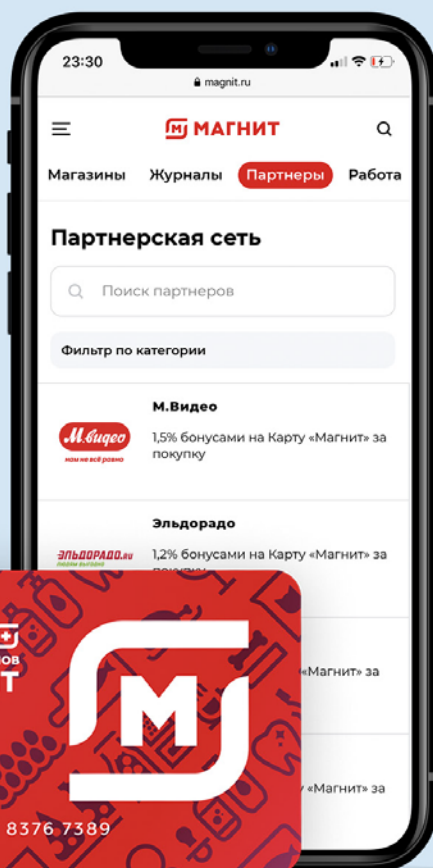 23:30
magnit.ru
МАГНИТ
Магазины Журналы Партнеры Работа
Партнерская сеть
Поиск партнеров
Фильтр по категории
М.Видео
М.видео
нам не всё равно
1,5% бонусами на Карту «Магнит» за
покупку
Эльдорадо
ЭЛЬДОРАДО.RU
1,2% бонусами на Карту «Магнит» за
«Магнит» за
«Магнит» за
М
8376 7389